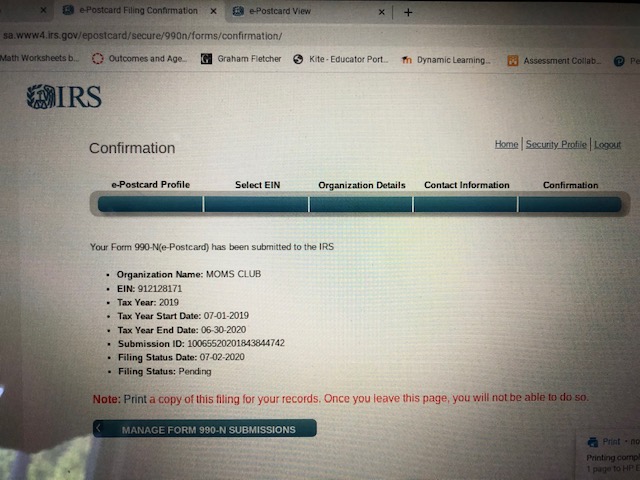 e-Postcard Filing Confirmation × e-Postcard View × +
sa.www4.irs.gov/epostcard/secure/990n/forms/confirmation/
Math Worksheets b... Outcomes and Age.. Graham Fletcher Kite - Educator Port... Dynamic Learning... Assessment Collab... Pe
IRS
Home Security Profile Logout
Confirmation
e-Postcard Profile Select EIN Organization Details Contact Information Confirmation
Your Form 990-N(e-Postcard) has been submitted to the IRS
• Organization Name: MOMS CLUB
• EIN: 912128171
• Tax Year: 2019
• Tax Year Start Date: 07-01-2019
• Tax Year End Date: 06-30-2020
• Submission ID: 10065520201843844742
• Filing Status Date: 07-02-2020
• Filing Status: Pending
Note: Print a copy of this filing for your records. Once you leave this page, you will not be able to do so.
MANAGE FORM 990-N SUBMISSIONS
Print • no
Printing compl
1 page to HP